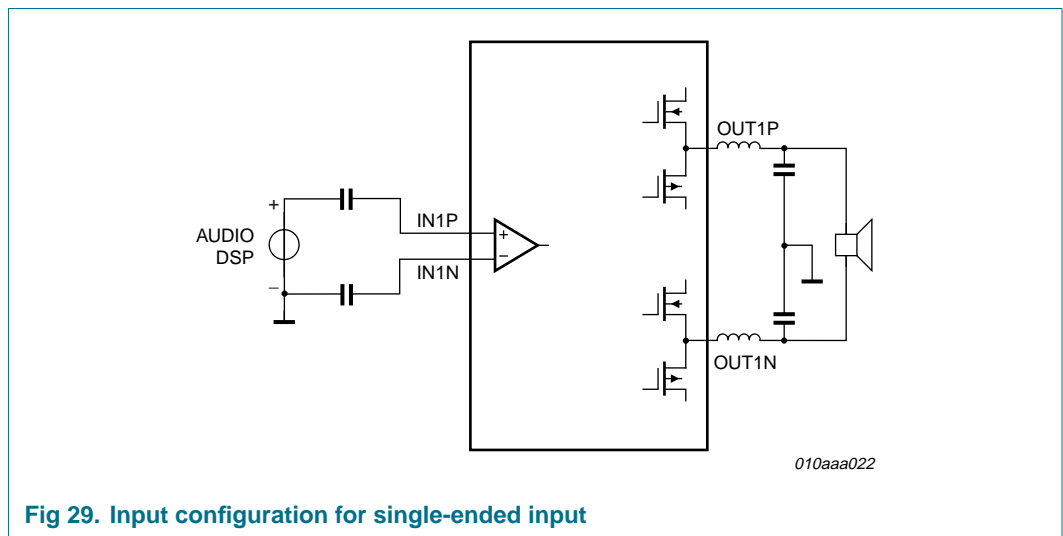 OUT1P
+
IN1P
+
AUDIO
DSP
−
IN1N
−
OUT1N
010aaa022
Fig 29. Input configuration for single-ended input